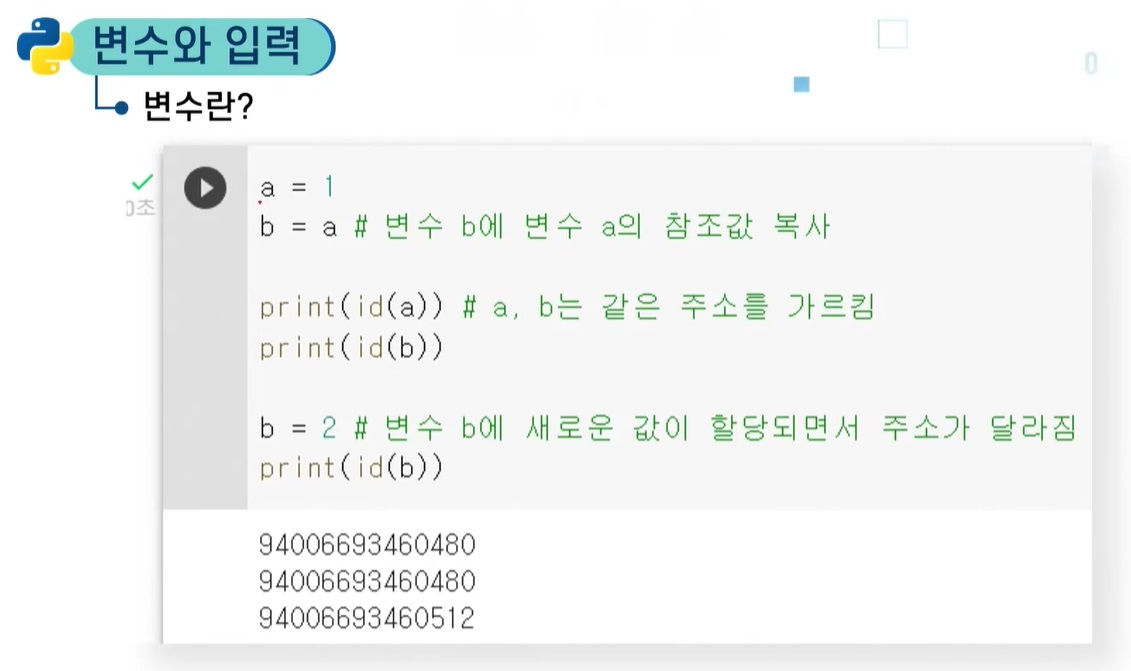 변수와 입력
변수란?
0초
a = 1
b = a # 변수 b에 변수 a의 참조값 복사
print(id(a)) # a, b는 같은 주소를 가르킴
print(id(b))
b = 2 # 변수 b에 새로운 값이 할당되면서 주소가 달라짐
print(id(b))
94006693460480
94006693460480
94006693460512